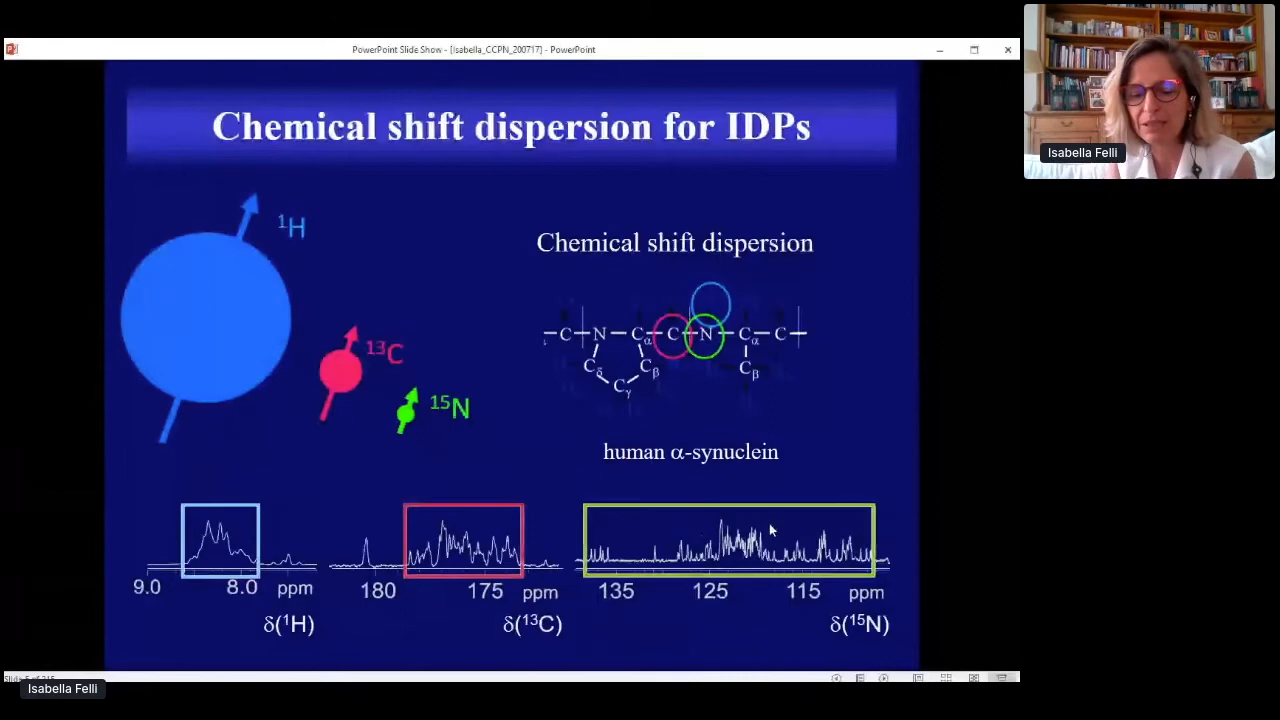 PowerPoint Slide Show - [Isabella_CCPN_200717] - PowerPoint
Isabella Felli
Chemical shift dispersion for IDPs
¹H
¹³C
¹⁵N
Chemical shift dispersion
C N Cα C N Cα C
Cδ Cβ Cβ
Cγ
human α-synuclein
9.0 8.0 ppm
180 175 ppm
135 125 115 ppm
δ(¹H)
δ(¹³C)
δ(¹⁵N)
Isabella Felli